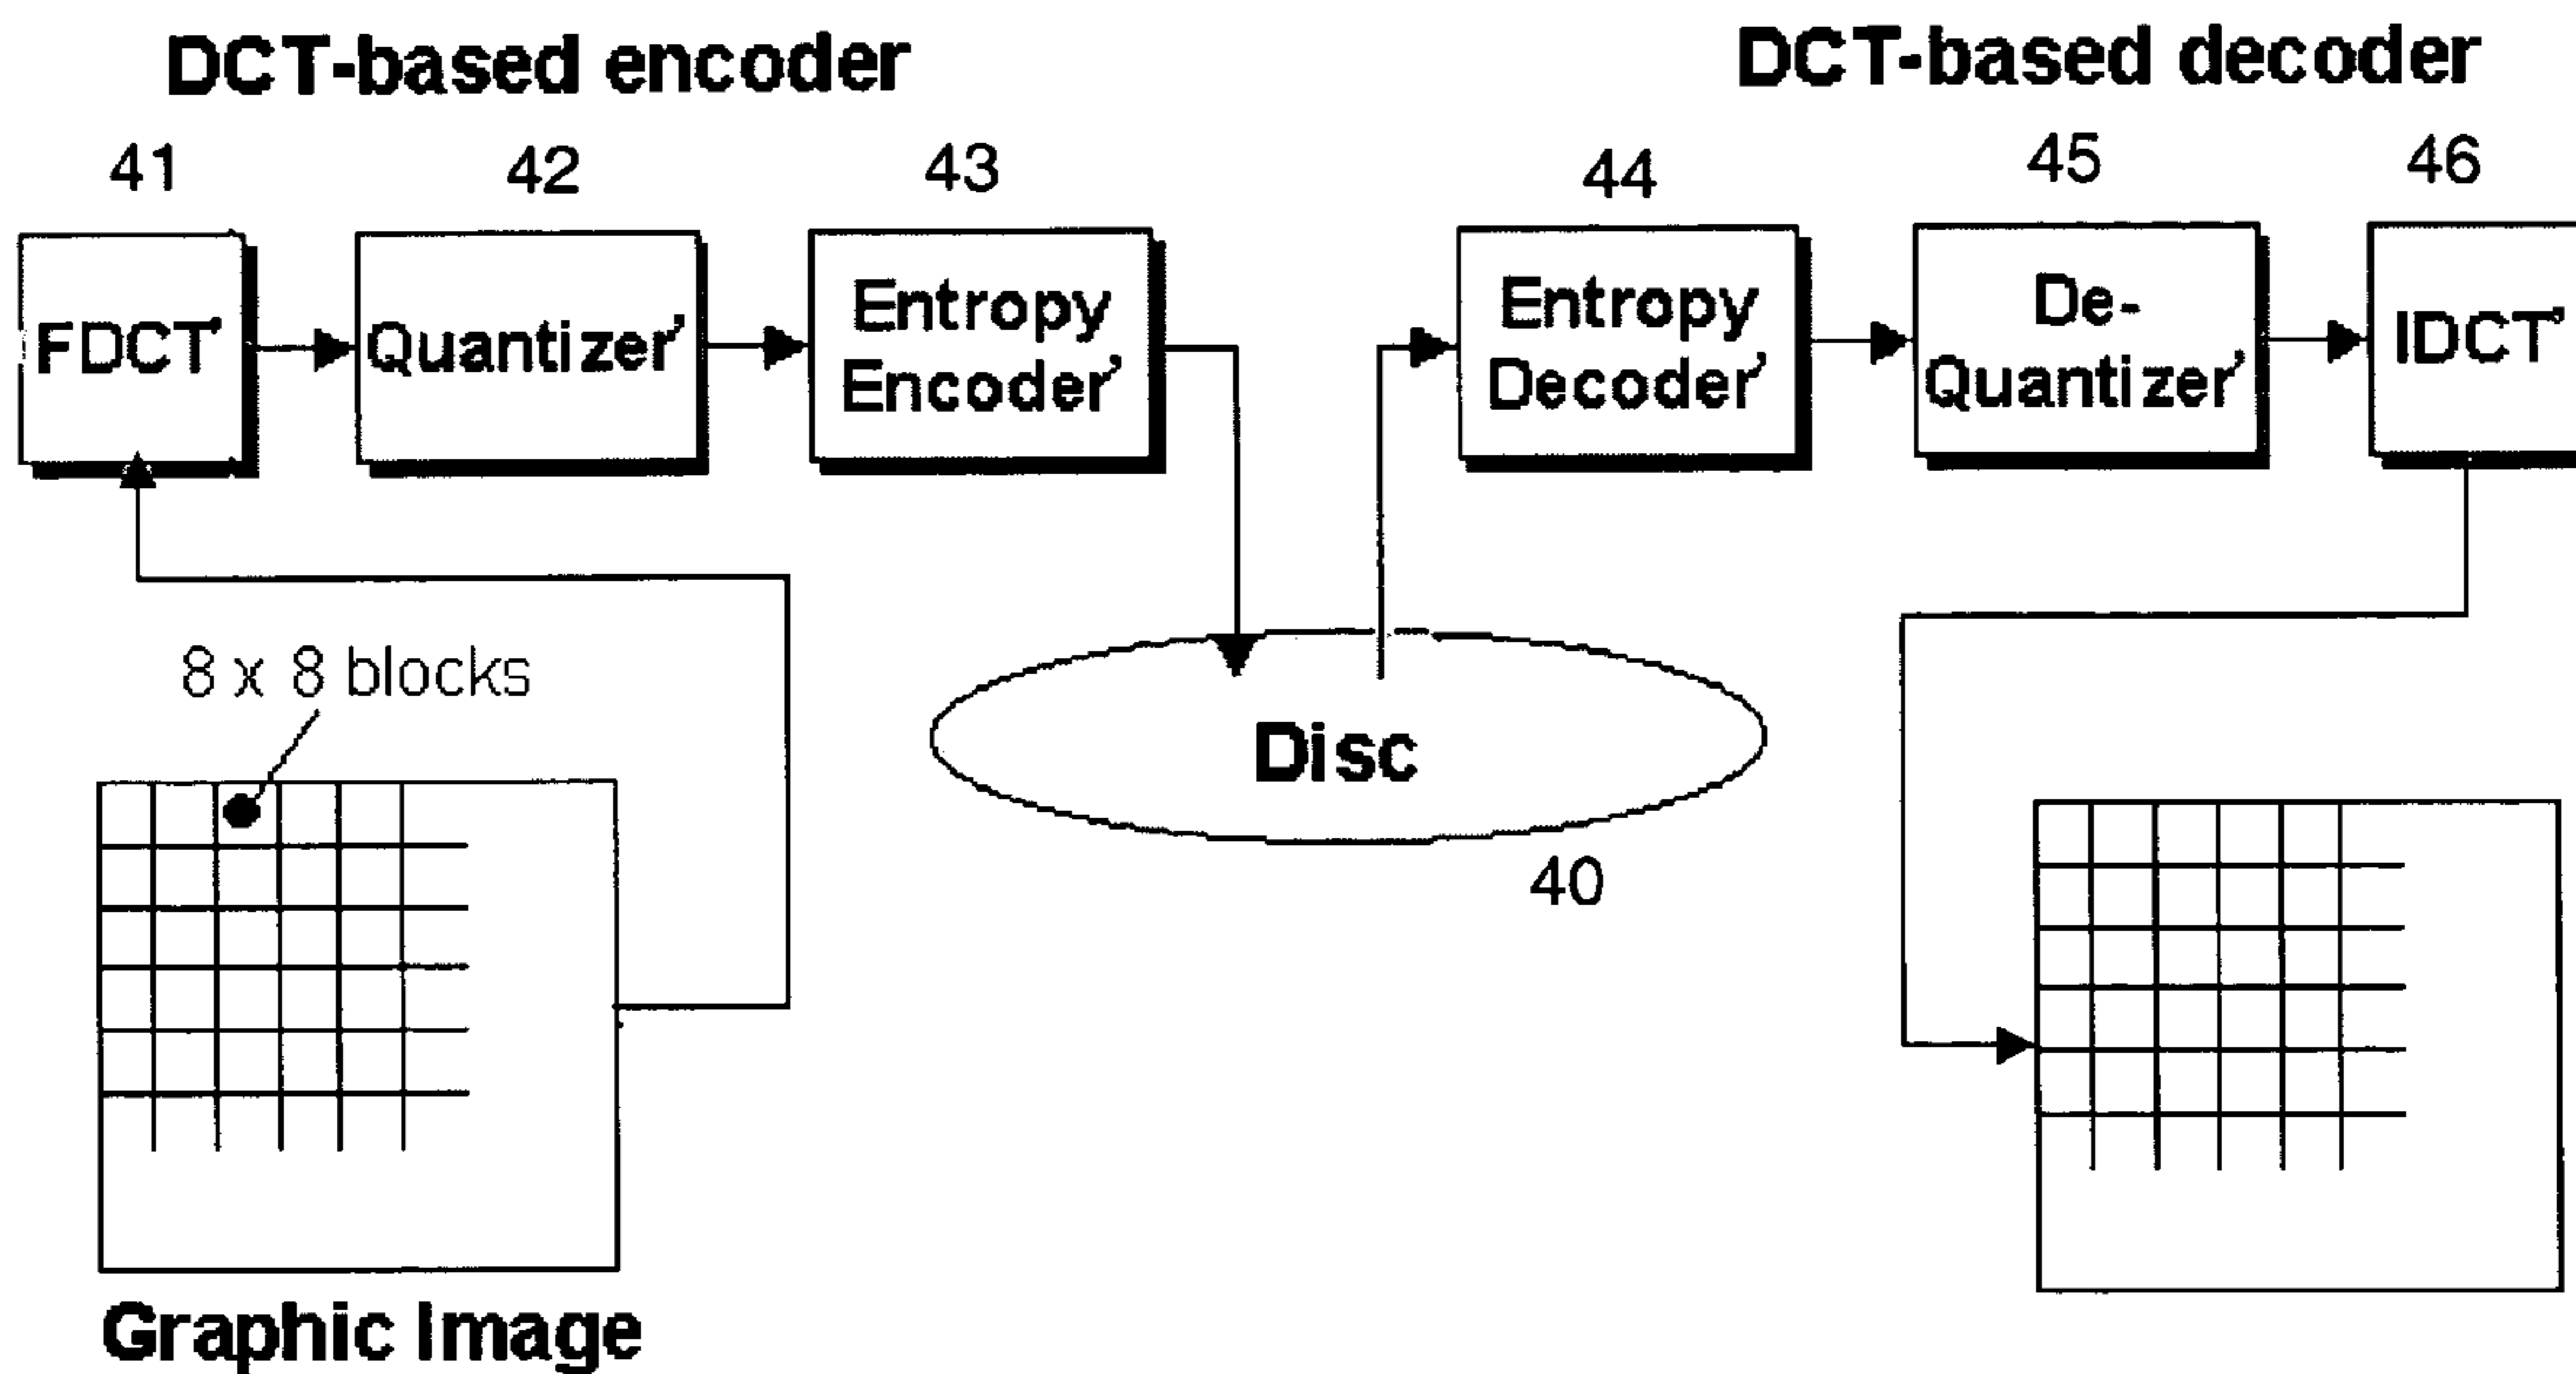 DCT-based encoder
DCT-based decoder
41
42
43
44
45
46
FDCT'
Quantizer'
Entropy
Encoder'
Entropy
Decoder'
De-
Quantizer'
IDCT'
8 x 8 blocks
Disc
40
Graphic Image